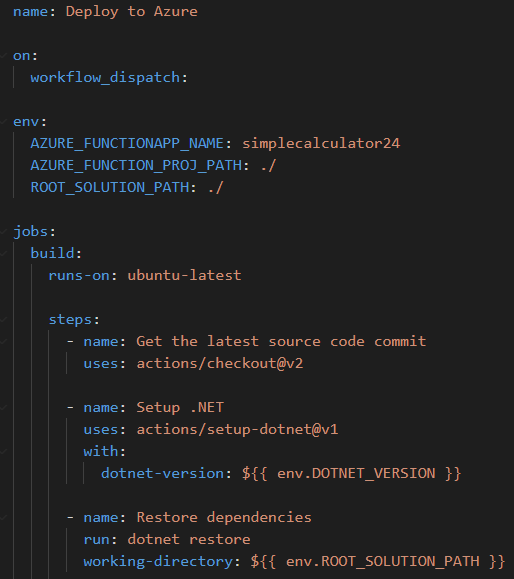 name: Deploy to Azure
on:
workflow_dispatch:
env:
AZURE_FUNCTIONAPP_NAME: simplecalculator24
AZURE_FUNCTION_PROJ_PATH: ./
ROOT_SOLUTION_PATH: ./
jobs:
build:
runs-on: ubuntu-latest
steps:
- name: Get the latest source code commit
uses: actions/checkout@v2
- name: Setup .NET
uses: actions/setup-dotnet@v1
with:
dotnet-version: ${{ env.DOTNET_VERSION }}
- name: Restore dependencies
run: dotnet restore
working-directory: ${{ env.ROOT_SOLUTION_PATH }}